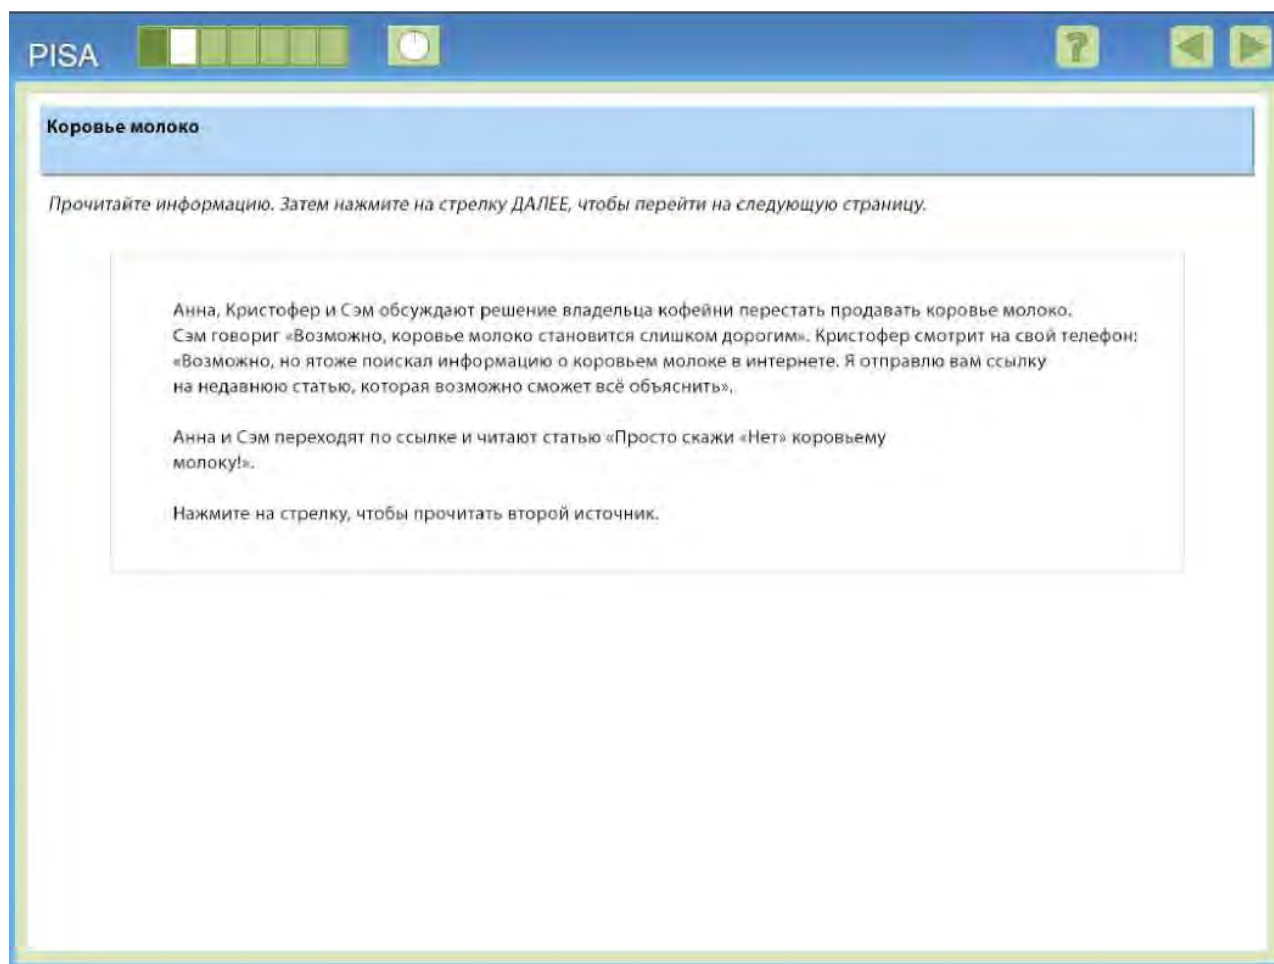 PISA
?
Коровье молоко
Прочитайте информацию. Затем нажмите на стрелку ДАЛЕЕ, чтобы перейти на следующую страницу.
Анна, Кристофер и Сэм обсуждают решение владельца кофейни перестать продавать коровье молоко.
Сэм говориг «Возможно, коровье молоко становится слишком дорогим». Кристофер смотрит на свой телефон:
«Возможно, но ятоже поискал информацию о коровьем молоке в интернете. Я отправлю вам ссылку
на недавнюю статью, которая возможно сможет всё объяснить».
Анна и Сэм переходят по ссылке и читают статью «Просто скажи «Нет» коровьему
молоку!».
Нажмите на стрелку, чтобы прочитать второй источник.